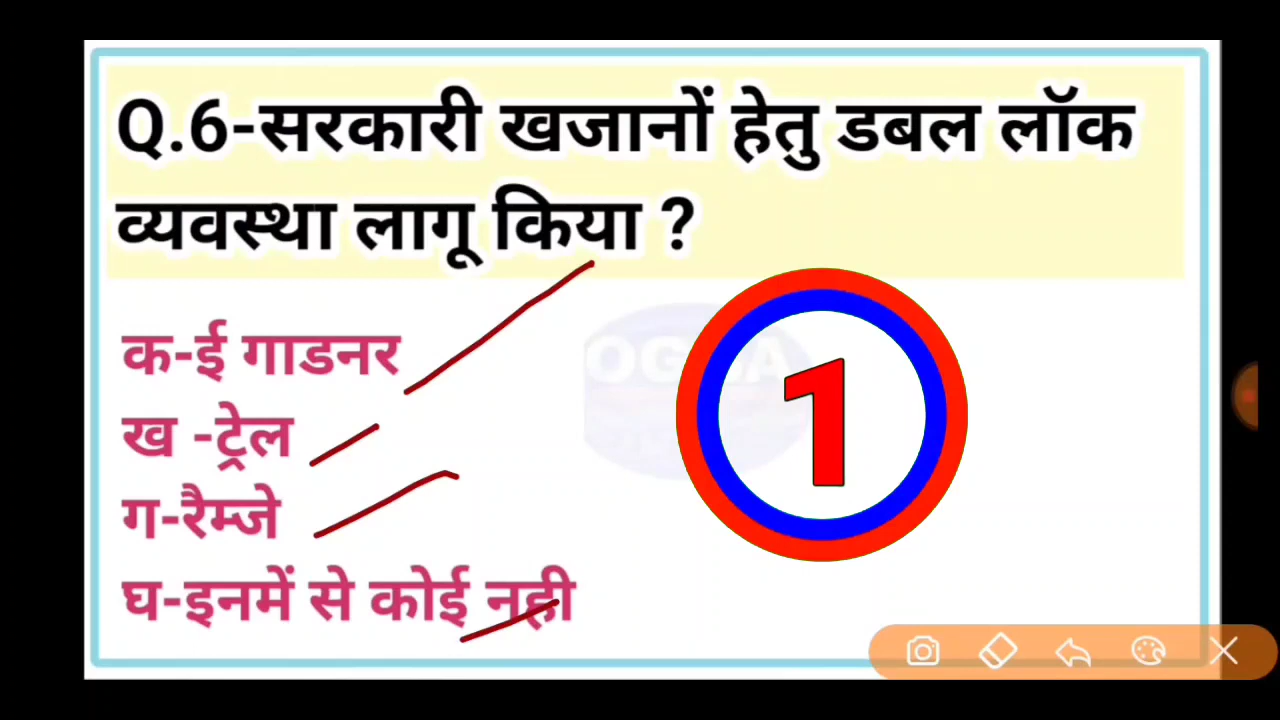 Q.6-सरकारी खजानों हेतु डबल लॉक
व्यवस्था लागू किया ?
क-ई गाडनर
ख -ट्रेल
ग-रैम्जे
घ-इनमें से कोई नही
1